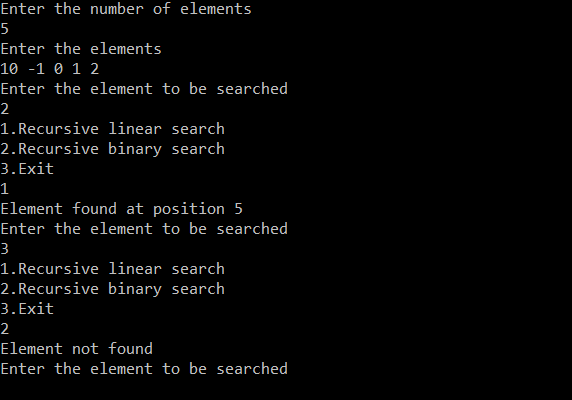 Enter the number of elements
5
Enter the elements
10 -1 0 1 2
Enter the element to be searched
2
1.Recursive linear search
2.Recursive binary search
3.Exit
1
Element found at position 5
Enter the element to be searched
3
1.Recursive linear search
2.Recursive binary search
3.Exit
2
Element not found
Enter the element to be searched